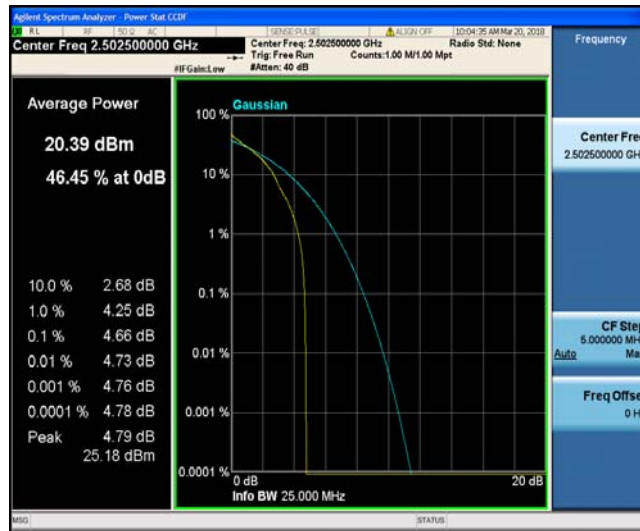 Agilent Spectrum Analyzer - Power Stat CCDF
RL RF 50 Ω AC SENSE:PULSE ALIGN OFF 10:04:35 AM Mar 20, 2018
Center Freq 2.502500000 GHz
Center Freq: 2.502500000 GHz Radio Std: None
Trig: Free Run Counts:1.00 M/1.00 Mpt
#IFGain:Low #Atten: 40 dB
Frequency
Average Power
20.39 dBm
46.45 % at 0dB
10.0 % 2.68 dB
1.0 % 4.25 dB
0.1 % 4.66 dB
0.01 % 4.73 dB
0.001 % 4.76 dB
0.0001 % 4.78 dB
Peak 4.79 dB
25.18 dBm
Gaussian
100 %
10 %
1 %
0.1 %
0.01 %
0.001 %
0.0001 %
0 dB 20 dB
Info BW 25.000 MHz
Center Fre
2.502500000 GH
CF Step
5.000000 MH
Auto Ma
Freq Offse
0 H
MSG STATUS